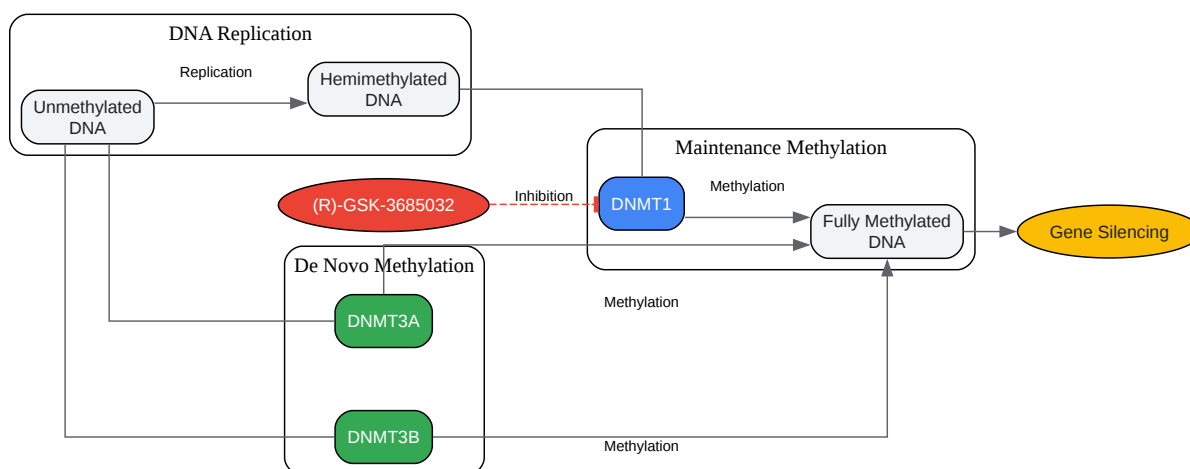 DNA Replication
Replication
Hemimethylated
DNA
Unmethylated
DNA
Maintenance Methylation
(R)-GSK-3685032
Inhibition
DNMT1
Methylation
Fully Methylated
DNA
Gene Silencing
De Novo Methylation
DNMT3A
Methylation
DNMT3B
Methylation